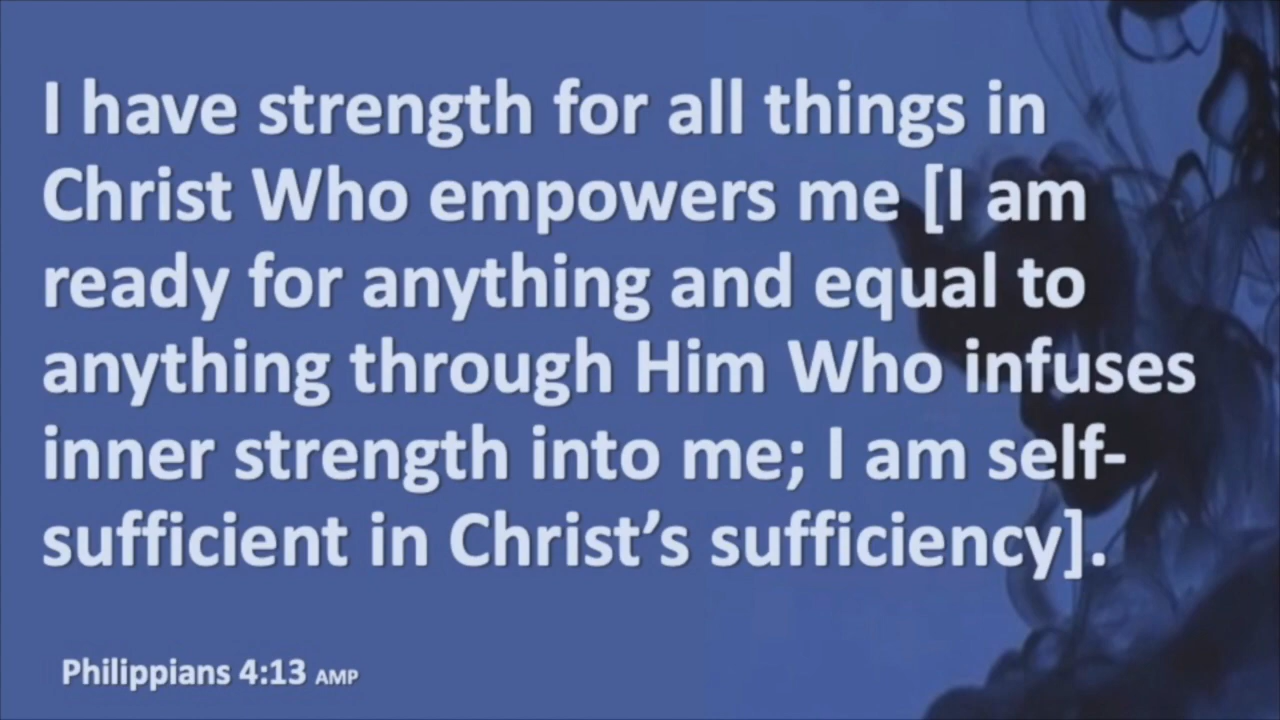 I have strength for all things in
Christ Who empowers me [I am
ready for anything and equal to
anything through Him Who infuses
inner strength into me; I am self-
sufficient in Christ’s sufficiency].
Philippians 4:13 AMP